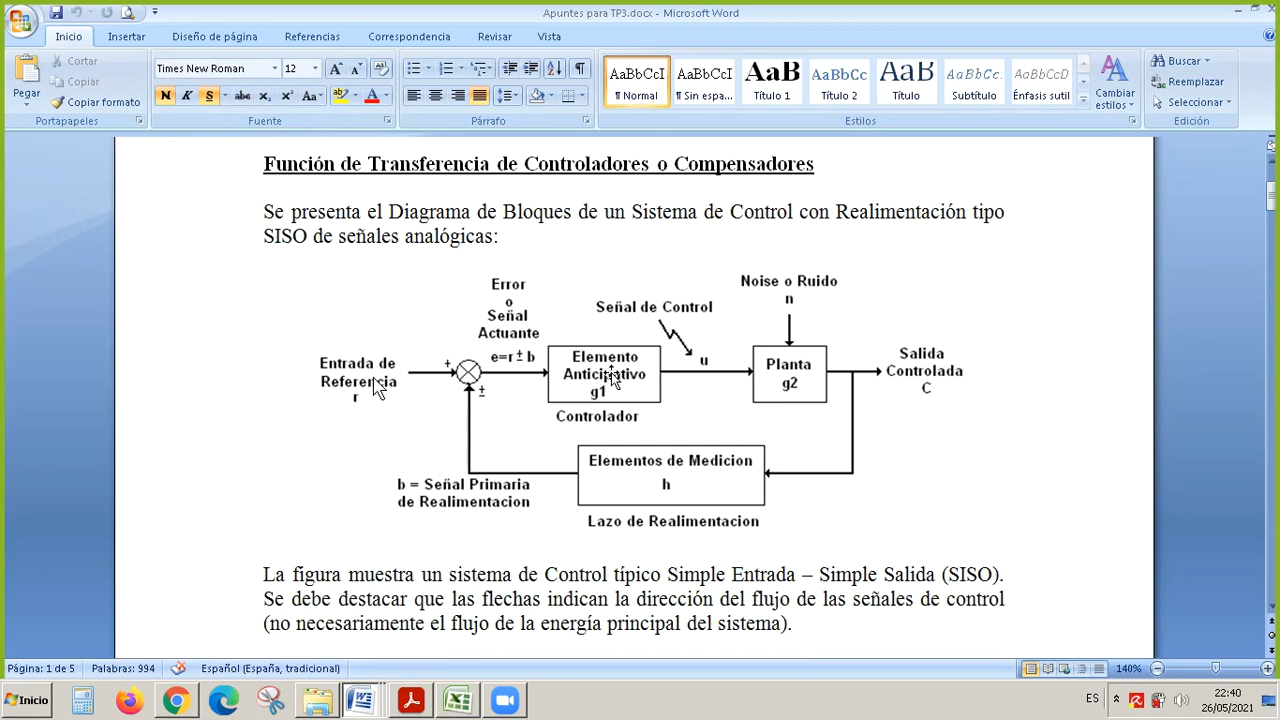 Apuntes para TP3.docx - Microsoft Word
Inicio Insertar Diseño de página Referencias Correspondencia Revisar Vista
Pegar
Cortar
Copiar
Copiar formato
Portapapeles
Times New Roman 12
N K S abc x₂ x² Aa
Fuente
Párrafo
AaBbCcI AaBbCcI AaB AaBbCc AaB AaBbCc. AaBbCcD
¶ Normal ¶ Sin espa... Título 1 Título 2 Título Subtítulo Énfasis sutil
Cambiar estilos
Estilos
Buscar
Reemplazar
Seleccionar
Edición
Función de Transferencia de Controladores o Compensadores
Se presenta el Diagrama de Bloques de un Sistema de Control con Realimentación tipo
SISO de señales analógicas:
Error
o
Señal
Actuante
e=r ± b
Señal de Control
u
Noise o Ruido
n
Entrada de
Referencia
r
+
±
Elemento
Anticipativo
g1
Controlador
Planta
g2
Salida
Controlada
C
Elementos de Medicion
h
Lazo de Realimentacion
b = Señal Primaria
de Realimentacion
La figura muestra un sistema de Control típico Simple Entrada – Simple Salida (SISO).
Se debe destacar que las flechas indican la dirección del flujo de las señales de control
(no necesariamente el flujo de la energía principal del sistema).
Página: 1 de 5 Palabras: 994 Español (España, tradicional) 140%
Inicio
ES
22:40
26/05/2021